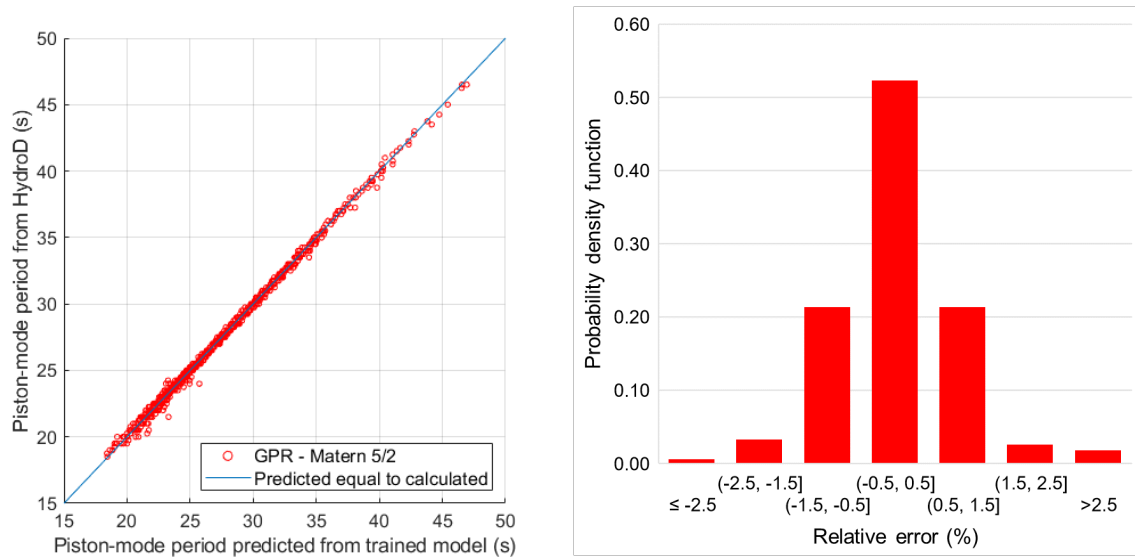 50
45
40
35
30
25
20
15
15 20 25 30 35 40 45 50
Piston-mode period from HydroD (s)
Piston-mode period predicted from trained model (s)
GPR - Matern 5/2
Predicted equal to calculated
0.60
0.50
0.40
0.30
0.20
0.10
0.00
Probability density function
(-2.5, -1.5] (-0.5, 0.5] (1.5, 2.5]
≤ -2.5 (-1.5, -0.5] (0.5, 1.5] >2.5
Relative error (%)